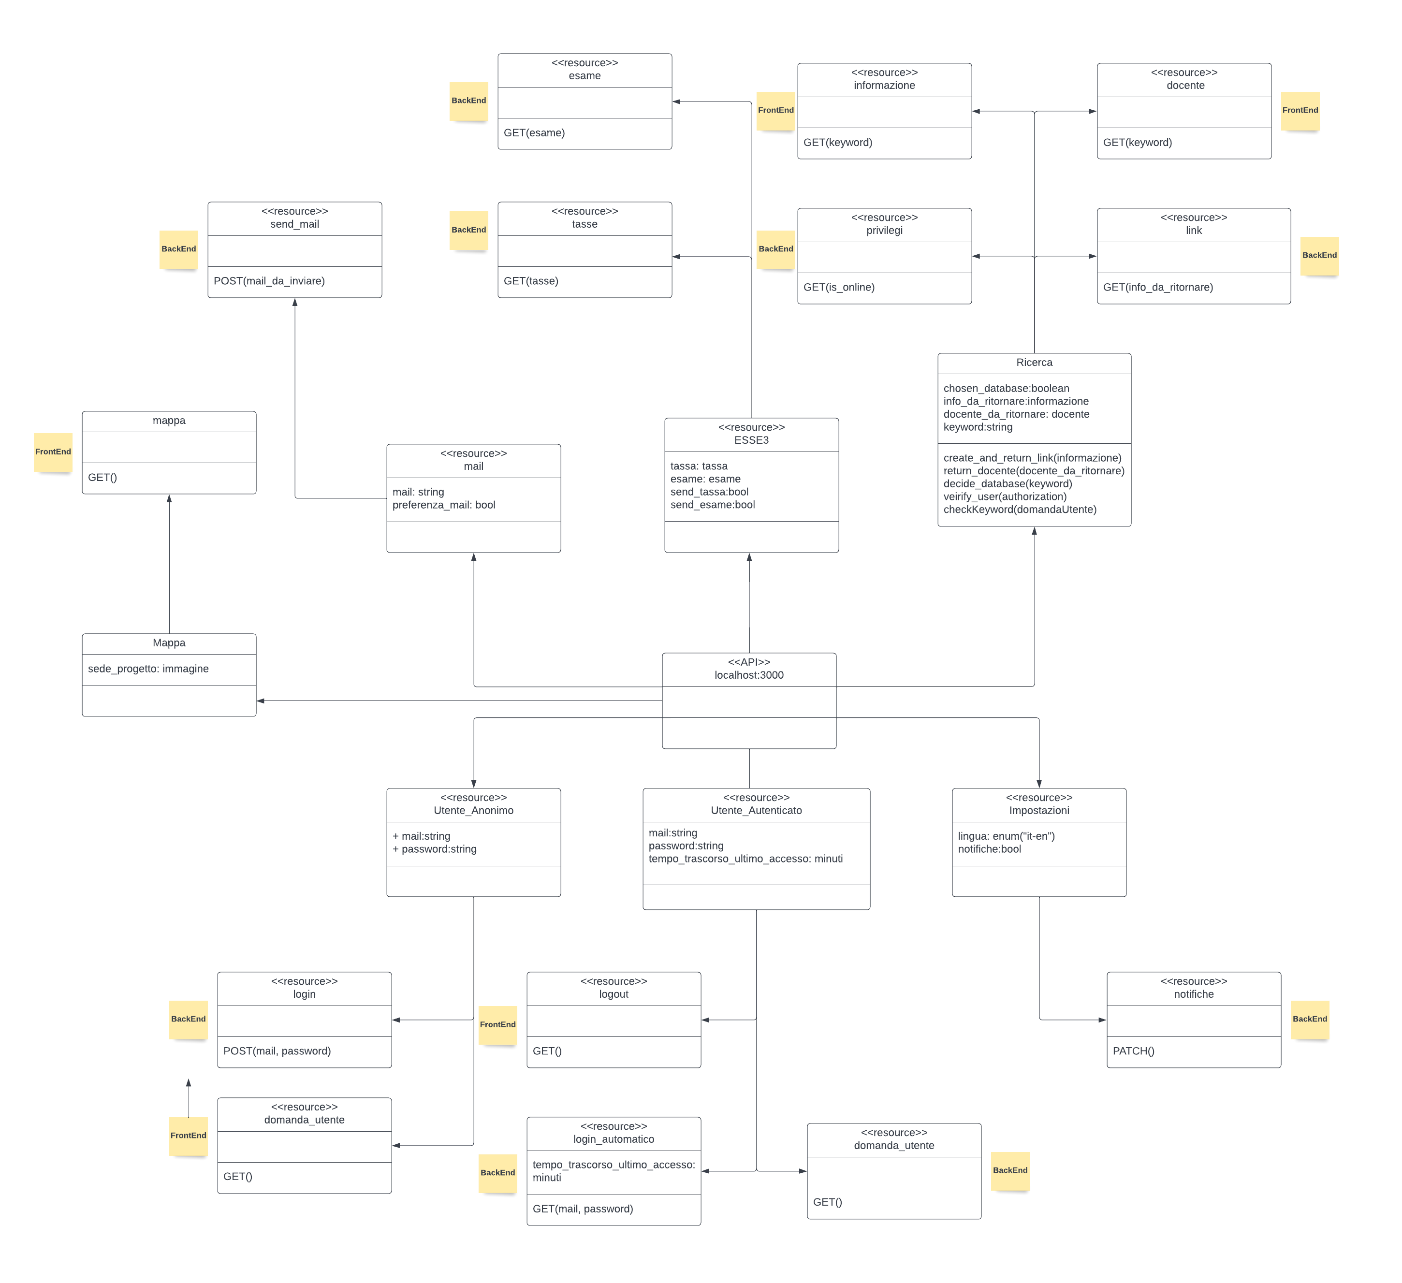 <<resource>>
esame
GET(esame)
BackEnd
<<resource>>
informazione
GET(keyword)
FrontEnd
<<resource>>
docente
GET(keyword)
FrontEnd
<<resource>>
send_mail
POST(mail_da_inviare)
BackEnd
<<resource>>
tasse
GET(tasse)
BackEnd
<<resource>>
privilegi
GET(is_online)
BackEnd
<<resource>>
link
GET(info_da_ritornare)
BackEnd
Ricerca
chosen_database:boolean
info_da_ritornare:informazione
docente_da_ritornare: docente
keyword:string
create_and_return_link(informazione)
return_docente(docente_da_ritornare)
decide_database(keyword)
veirify_user(authorization)
checkKeyword(domandaUtente)
mappa
GET()
FrontEnd
<<resource>>
mail
mail: string
preferenza_mail: bool
<<resource>>
ESSE3
tassa: tassa
esame: esame
send_tassa:bool
send_esame:bool
Mappa
sede_progetto: immagine
<<API>>
localhost:3000
<<resource>>
Utente_Anonimo
+ mail:string
+ password:string
<<resource>>
Utente_Autenticato
mail:string
password:string
tempo_trascorso_ultimo_accesso: minuti
<<resource>>
Impostazioni
lingua: enum("it-en")
notifiche:bool
<<resource>>
login
POST(mail, password)
BackEnd
<<resource>>
logout
GET()
FrontEnd
<<resource>>
notifiche
PATCH()
BackEnd
<<resource>>
domanda_utente
GET()
FrontEnd
<<resource>>
login_automatico
tempo_trascorso_ultimo_accesso:
minuti
GET(mail, password)
BackEnd
<<resource>>
domanda_utente
GET()
BackEnd